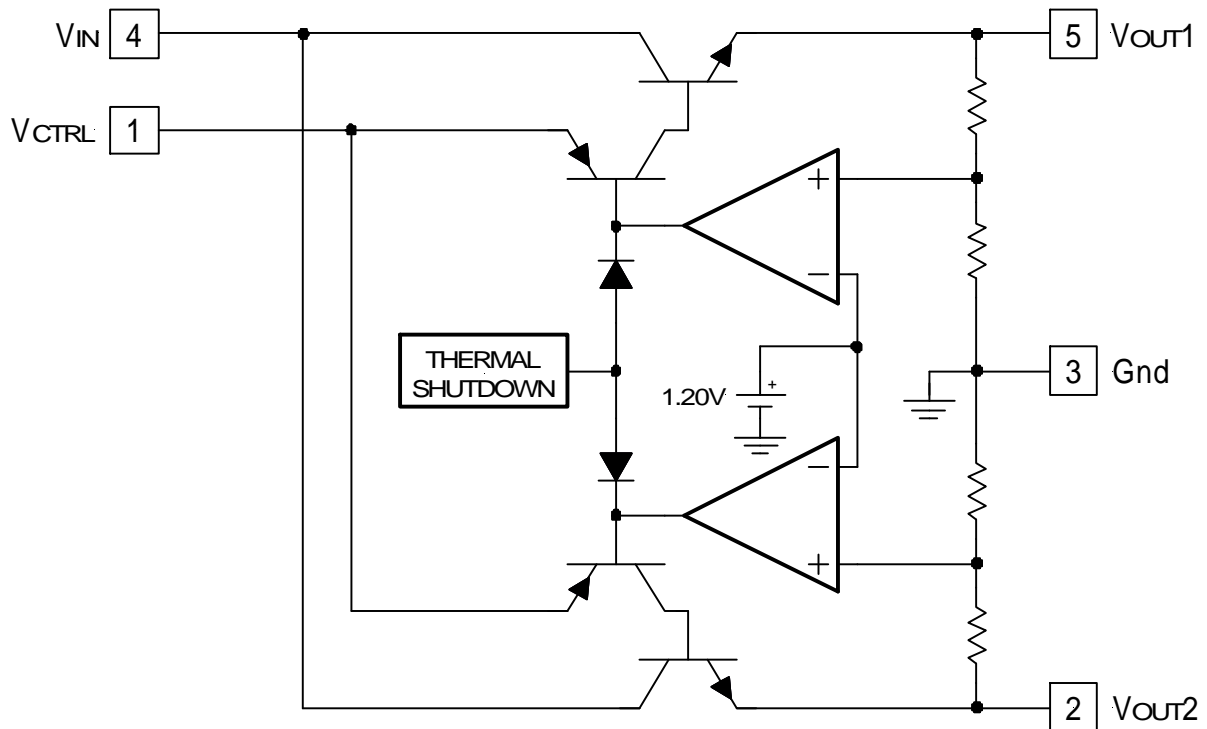 VIN 4
5 VOUT1
VCTRL 1
+
−
THERMAL
SHUTDOWN
1.20V
+
3 Gnd
−
+
2 VOUT2